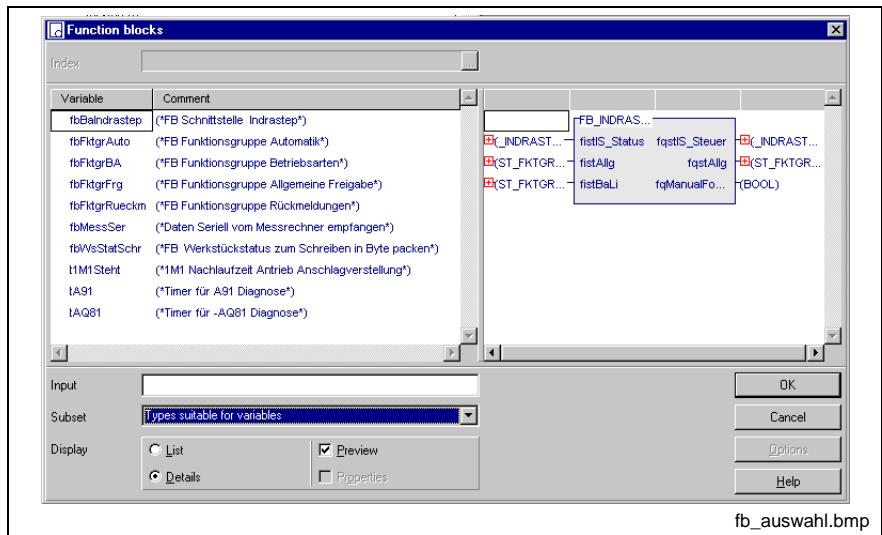 Function blocks
Index
...
Variable Comment
fbBaIndrastep (*FB Schnittstelle Indrastep*)
fbFktgrAuto (*FB Funktionsgruppe Automatik*)
fbFktgrBA (*FB Funktionsgruppe Betriebsarten*)
fbFktgrFrg (*FB Funktionsgruppe Allgemeine Freigabe*)
fbFktgrRueckm (*FB Funktionsgruppe Rückmeldungen*)
fbMessSer (*Daten Seriell vom Messrechner empfangen*)
fbWsStatSchr (*FB Werkstückstatus zum Schreiben in Byte packen*)
t1M1Steht (*1M1 Nachlaufzeit Antrieb Anschlagverstellung*)
tA91 (*Timer für A91 Diagnose*)
tAQ81 (*Timer für -AQ81 Diagnose*)
FB_INDRAS...
(_INDRAST... fistIS_Status fqstIS_Steuer (_INDRAST...
(ST_FKTGR... fistAllg fqstAllg (ST_FKTGR...
(ST_FKTGR... fistBaLi fqManualFo... (BOOL)
Input
OK
Subset Types suitable for variables
Cancel
Display List Preview
Options
Details Properties
Help
fb_auswahl.bmp